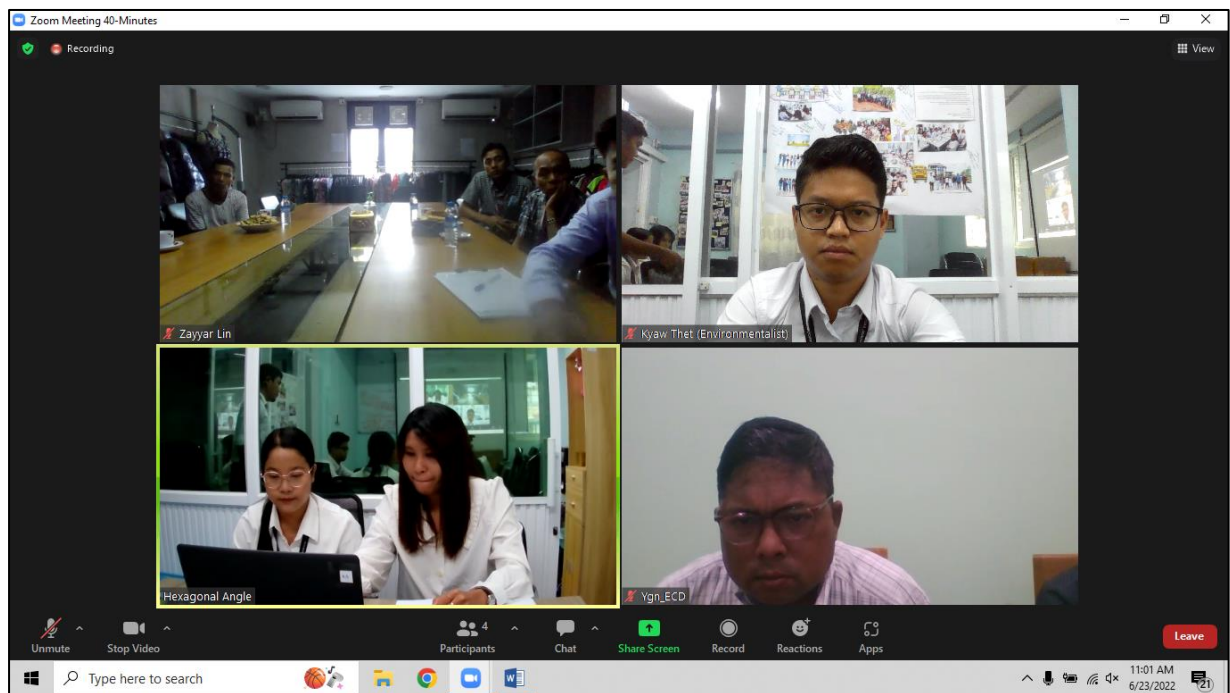 Zoom Meeting 40-Minutes
Recording
View
Zayyar Lin
Kyaw Thet (Environmentalist)
Hexagonal Angle
Ygn_ECD
Unmute
Stop Video
4
Participants
Chat
Share Screen
Record
Reactions
Apps
Leave
Type here to search
11:01 AM
6/23/2022
21